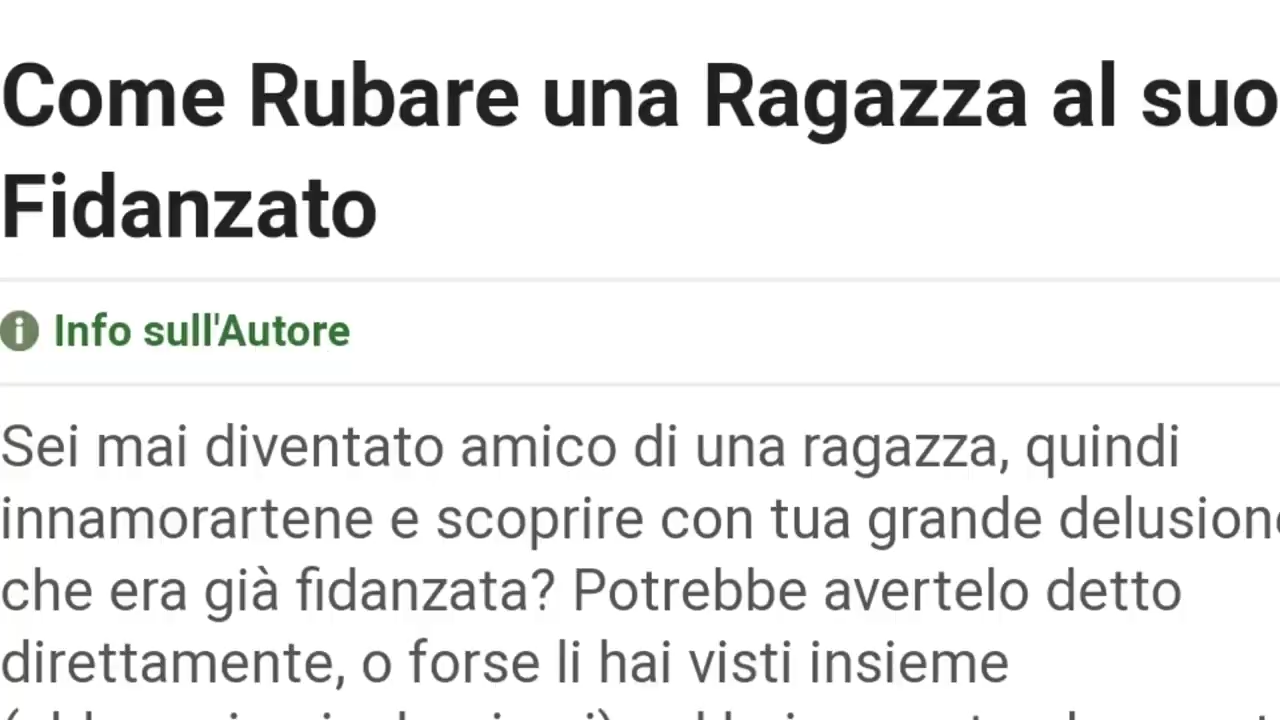 Come Rubare una Ragazza al suo
Fidanzato
Info sull'Autore
Sei mai diventato amico di una ragazza, quindi
innamorartene e scoprire con tua grande delusione
che era già fidanzata? Potrebbe avertelo detto
direttamente, o forse li hai visti insieme